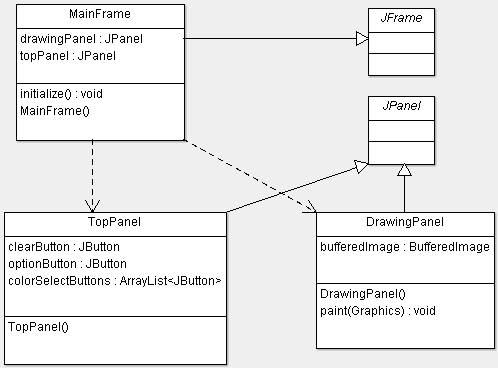 MainFrame
drawingPanel : JPanel
topPanel : JPanel
initialize() : void
MainFrame()
JFrame
JPanel
TopPanel
clearButton : JButton
optionButton : JButton
colorSelectButtons : ArrayList<JButton>
TopPanel()
DrawingPanel
bufferedImage : BufferedImage
DrawingPanel()
paint(Graphics) : void